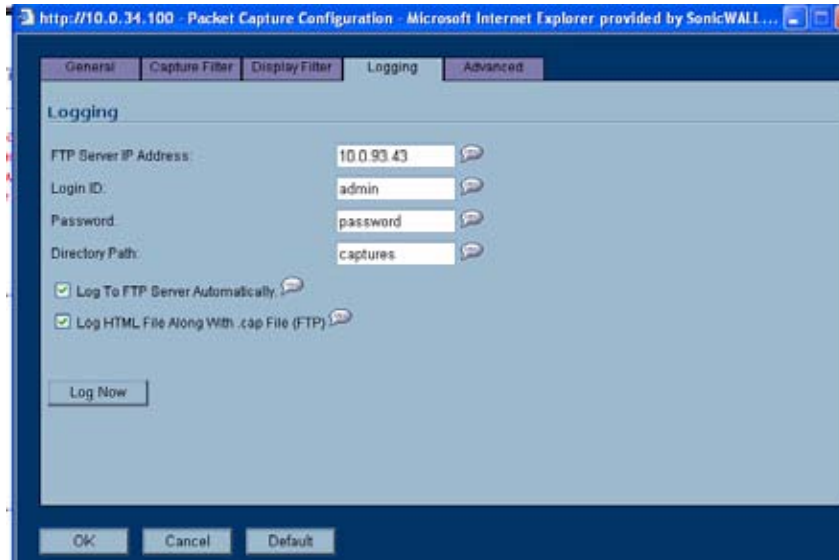 http://10.0.34.100 - Packet Capture Configuration - Microsoft Internet Explorer provided by SonicWALL...
General Capture Filter Display Filter Logging Advanced
Logging
FTP Server IP Address: 10.0.93.43
Login ID: admin
Password: password
Directory Path: captures
Log To FTP Server Automatically.
Log HTML File Along With .cap File (FTP)
Log Now
OK Cancel Default